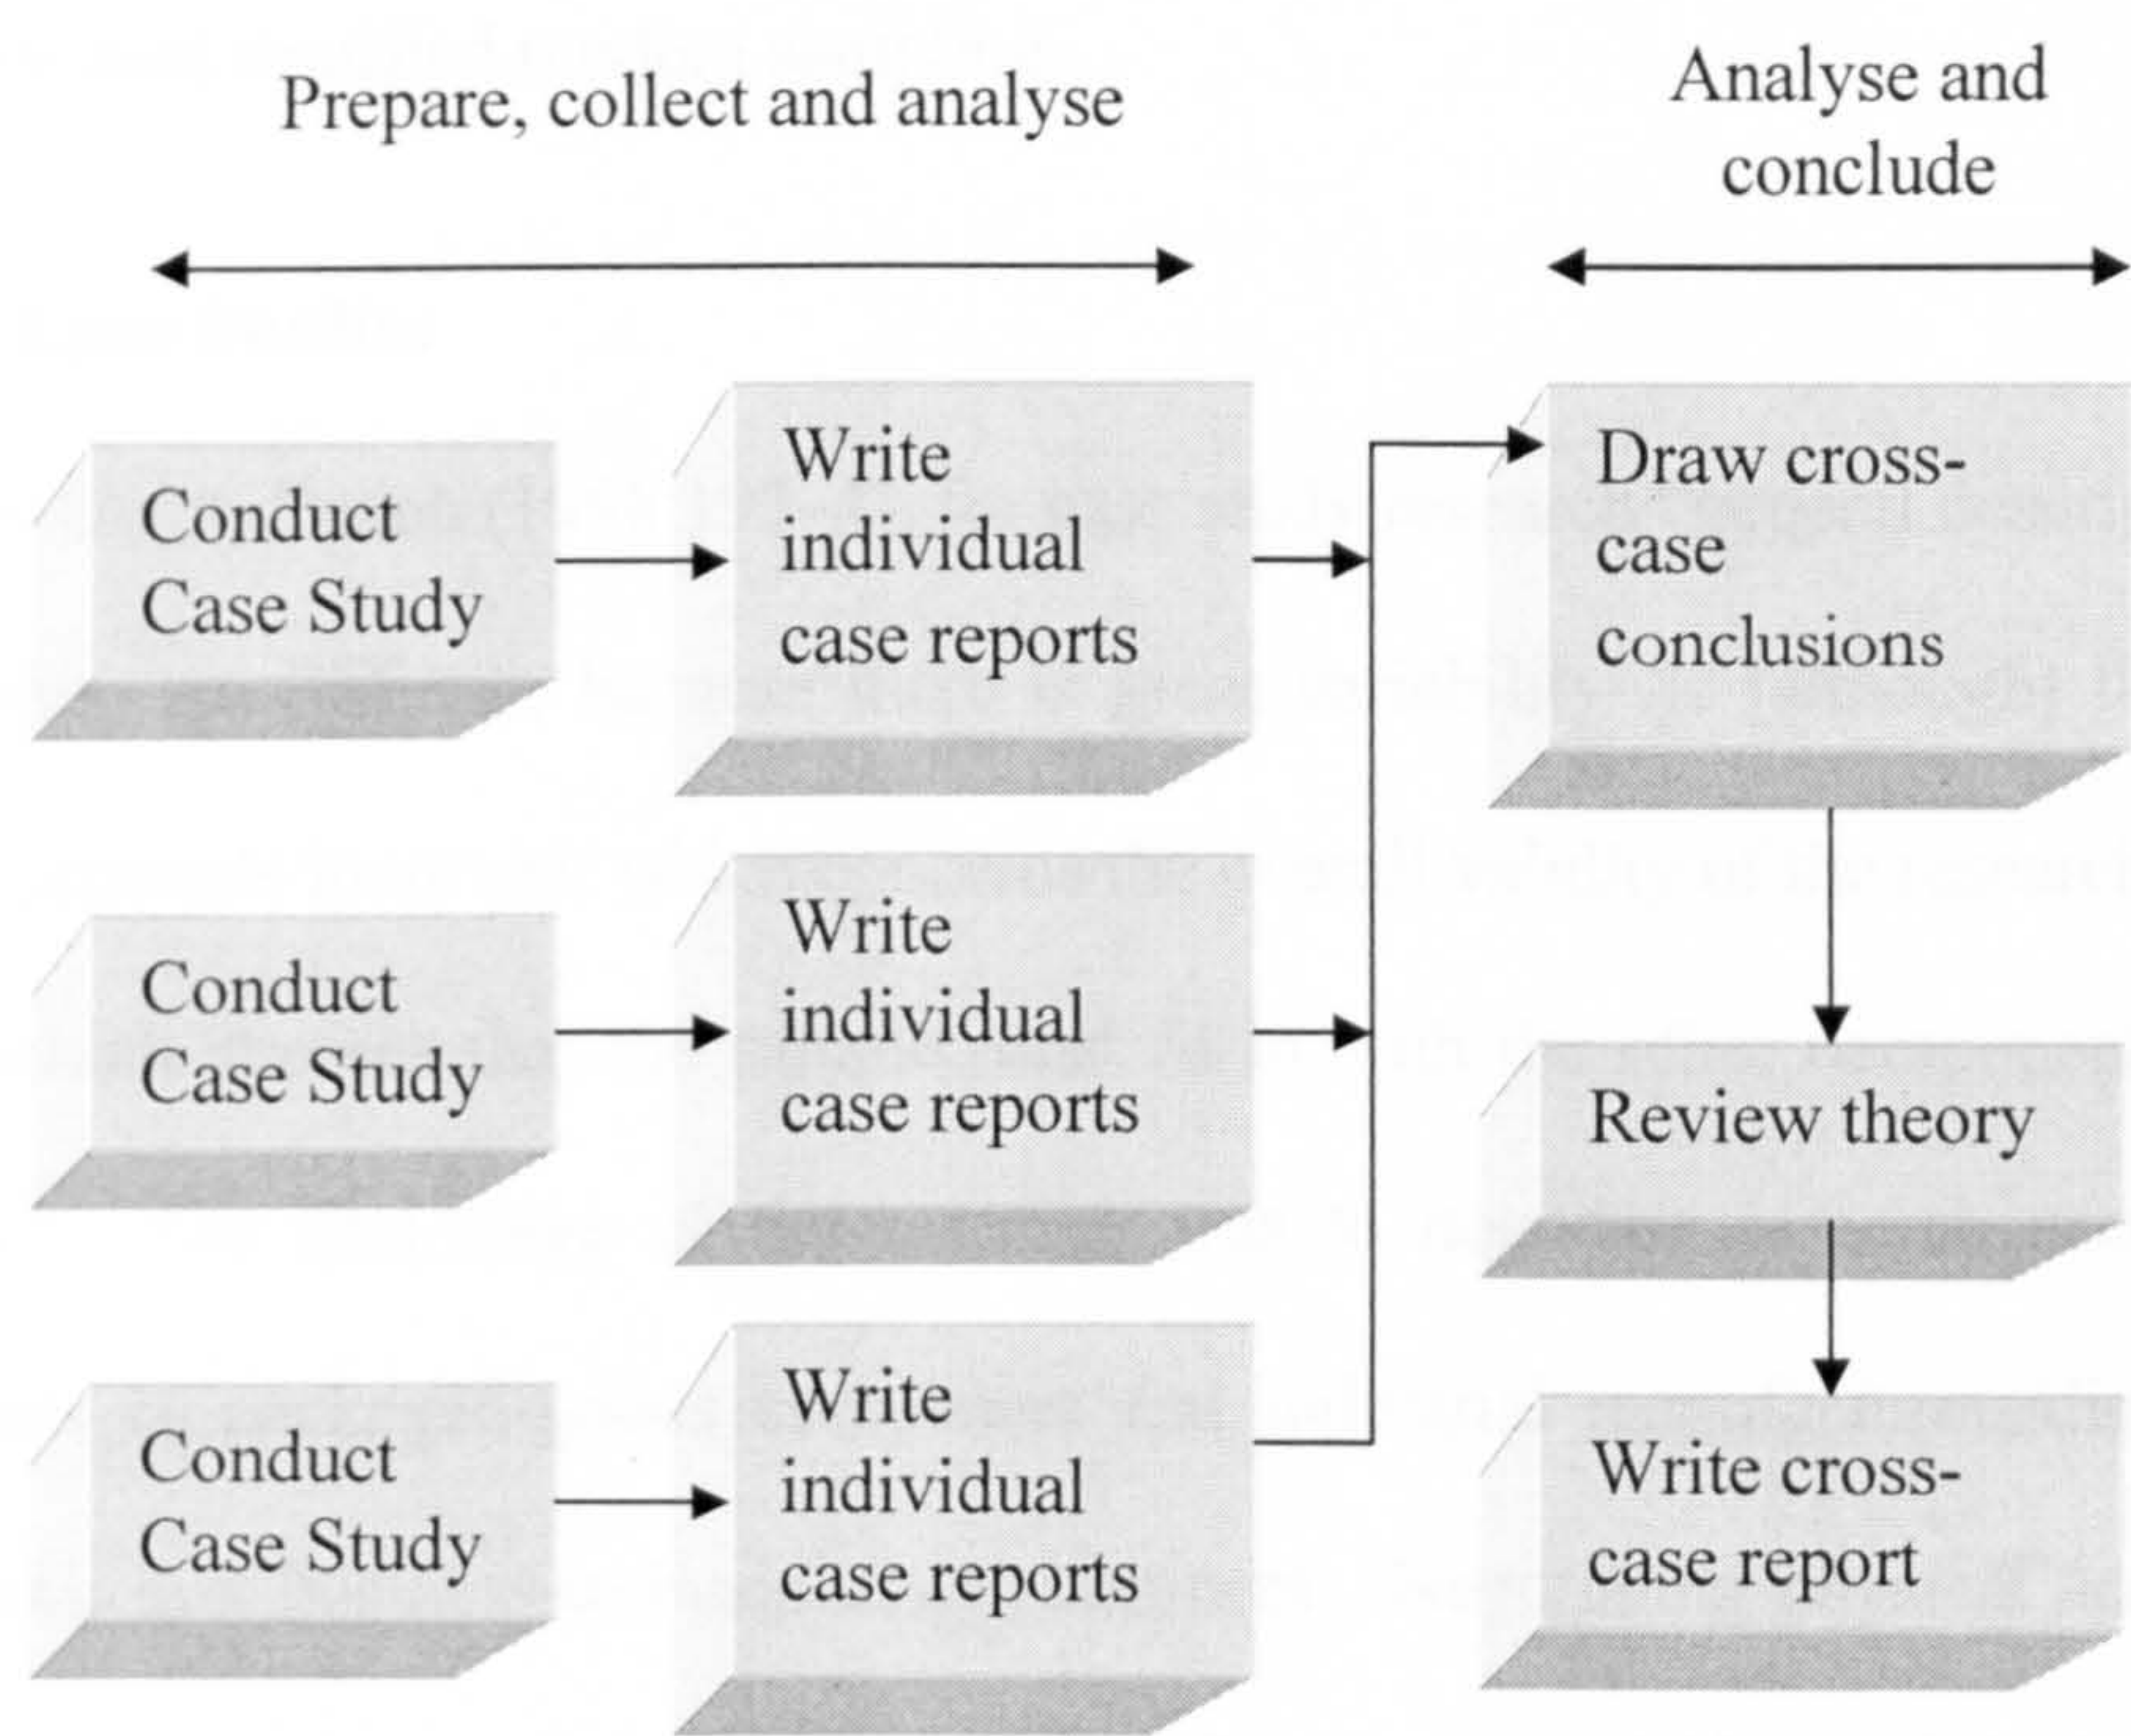 Prepare, collect and analyse
Analyse and
conclude
Conduct
Case Study
Write
individual
case reports
Draw cross-
case
conclusions
Conduct
Case Study
Write
individual
case reports
Review theory
Conduct
Case Study
Write
individual
case reports
Write cross-
case report